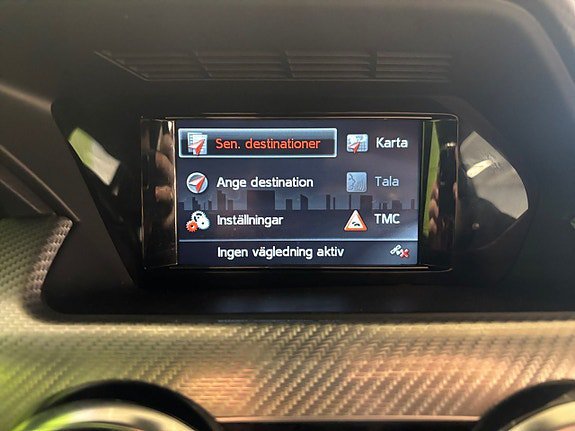 Sen. destinationer
Karta
Ange destination
Tala
Inställningar
TMC
Ingen vägledning aktiv